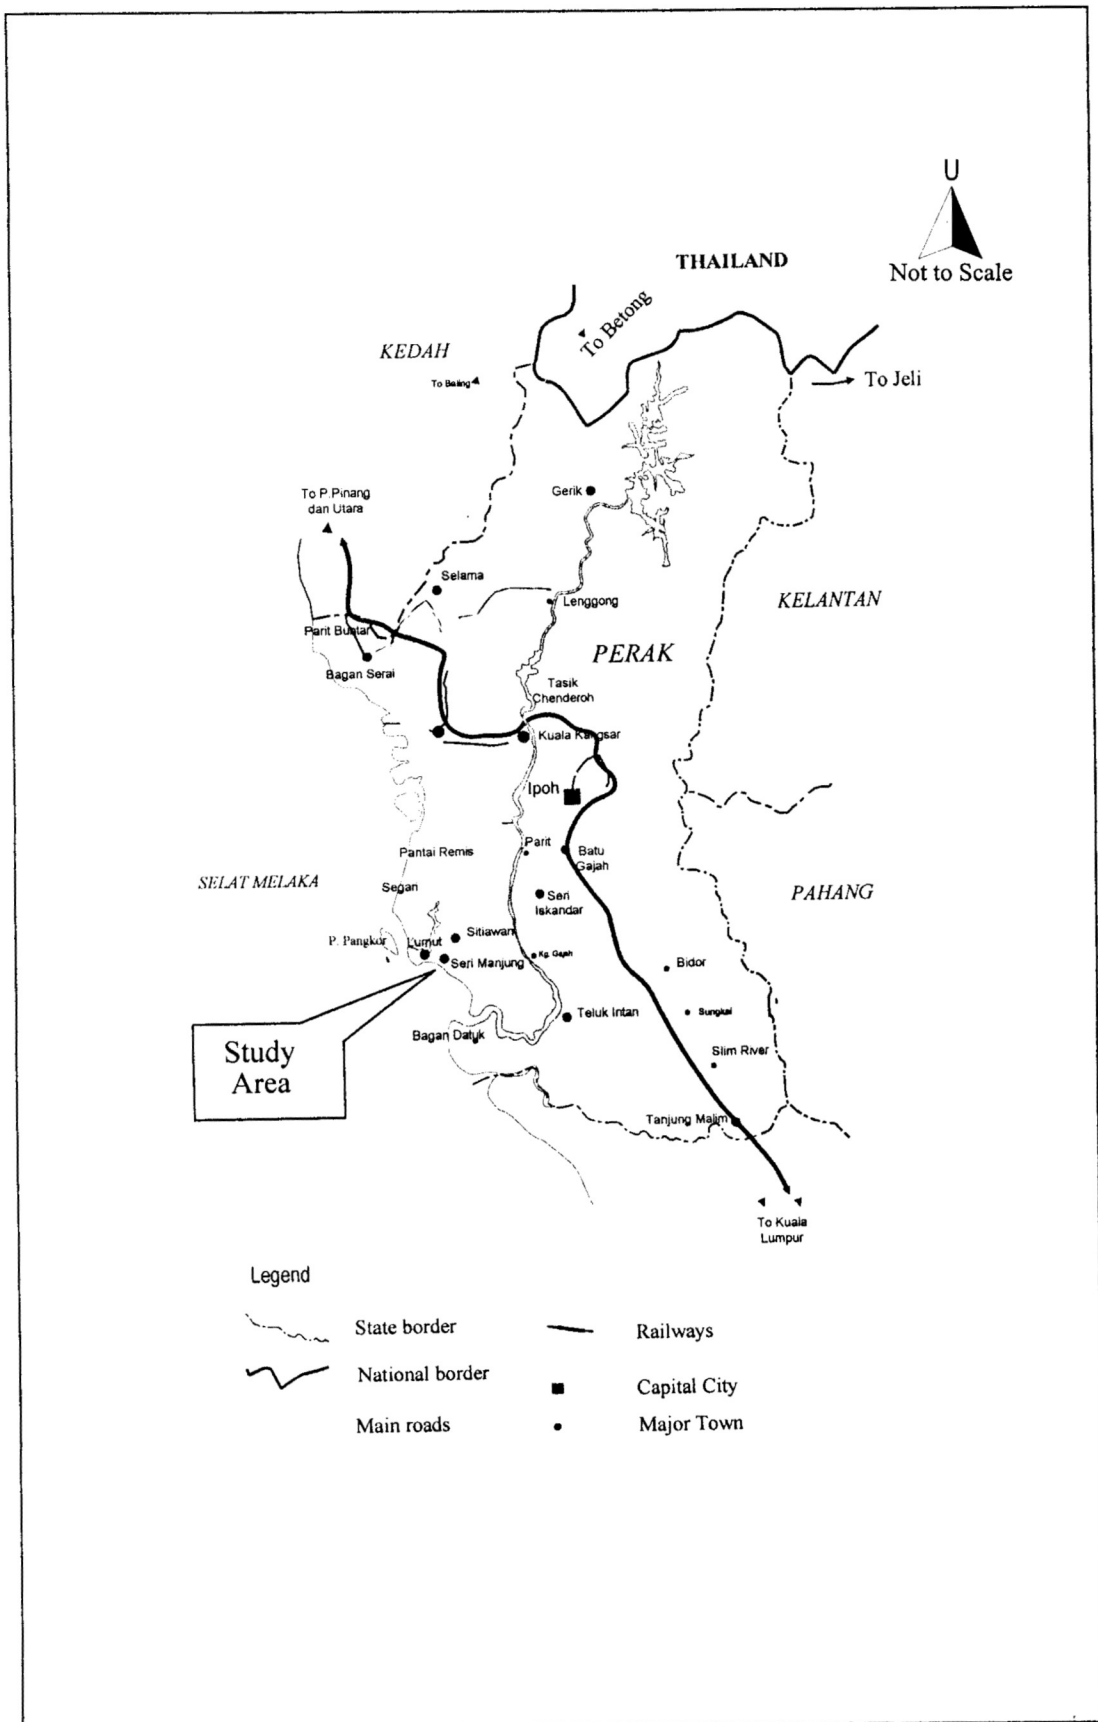 U
Not to Scale
THAILAND
To Betong
KEDAH
To Baling
To Jeli
Gerik
To P.Pinang
dan Utara
Selama
Lenggong
KELANTAN
Parit Buntar
PERAK
Bagan Serai
Tasik
Chenderoh
Kuala Kangsar
Ipoh
Parit
Batu
Gajah
Pantai Remis
SELAT MELAKA
Segari
Seri
Iskandar
PAHANG
Sitiawan
P. Pangkor
Lumut
Seri Manjung
Kg. Gajah
Bidor
Teluk Intan
Sungkai
Bagan Datuk
Study
Area
Slim River
Tanjung Malim
To Kuala
Lumpur
Legend
State border
Railways
National border
Capital City
Main roads
Major Town